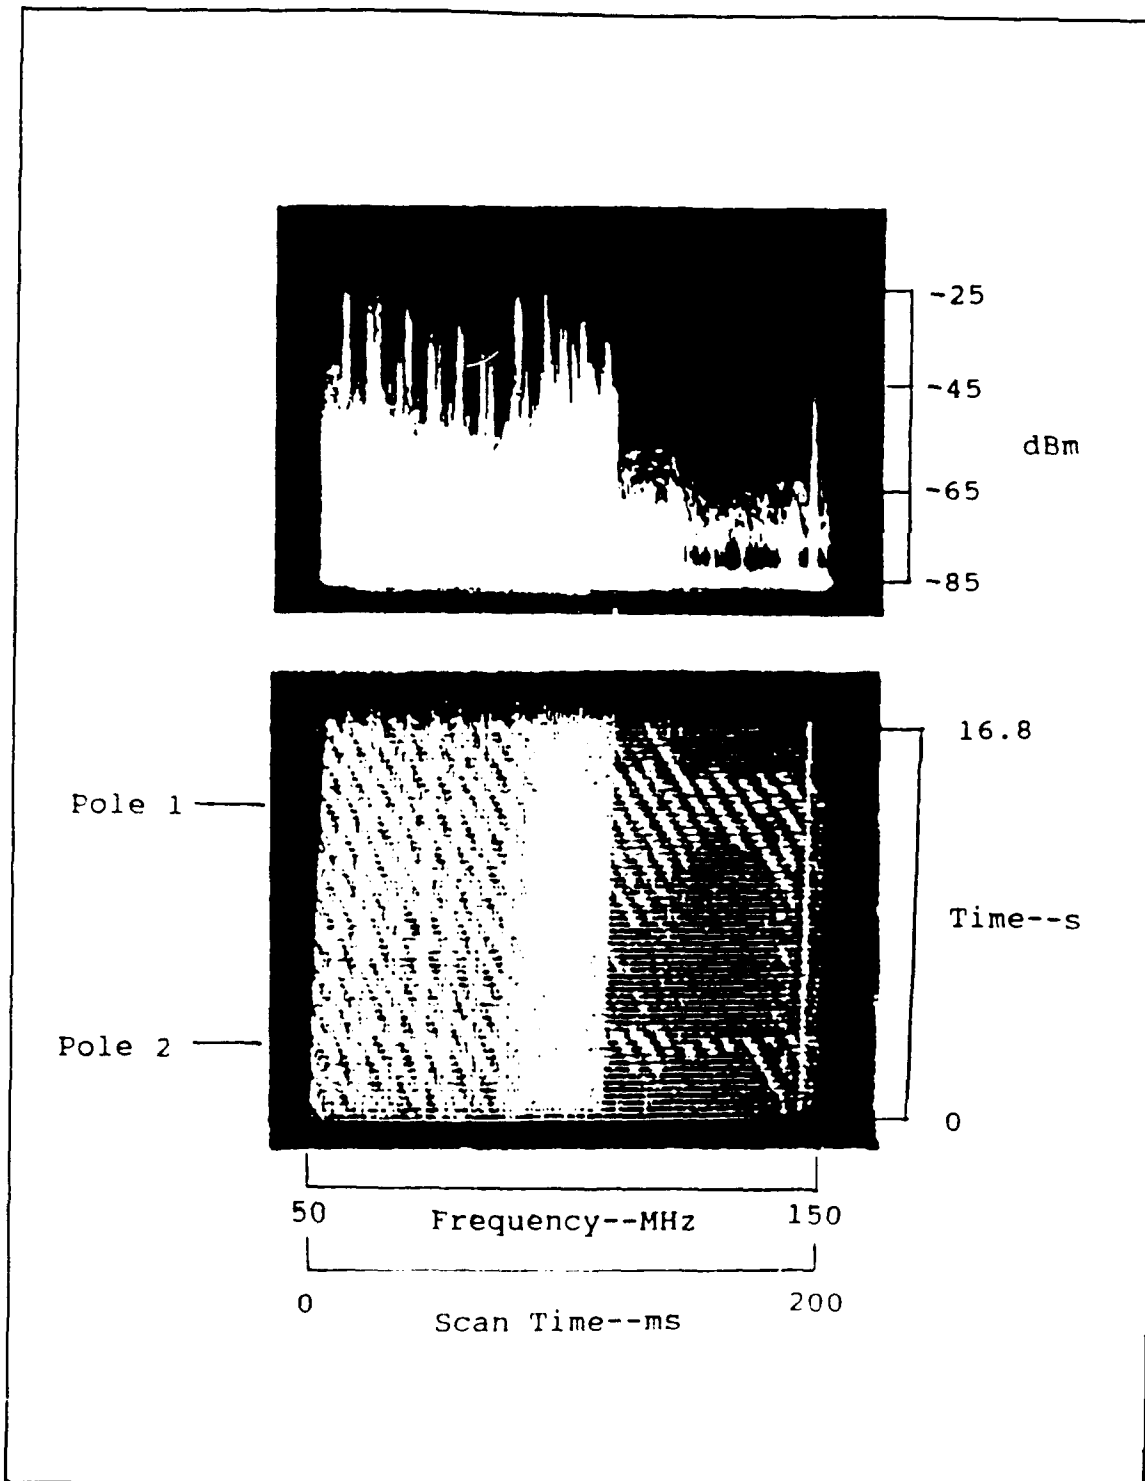 -25
-45
dBm
-65
-85
16.8
Pole 1
Time--s
Pole 2
0
50 Frequency--MHz 150
0 200
Scan Time--ms